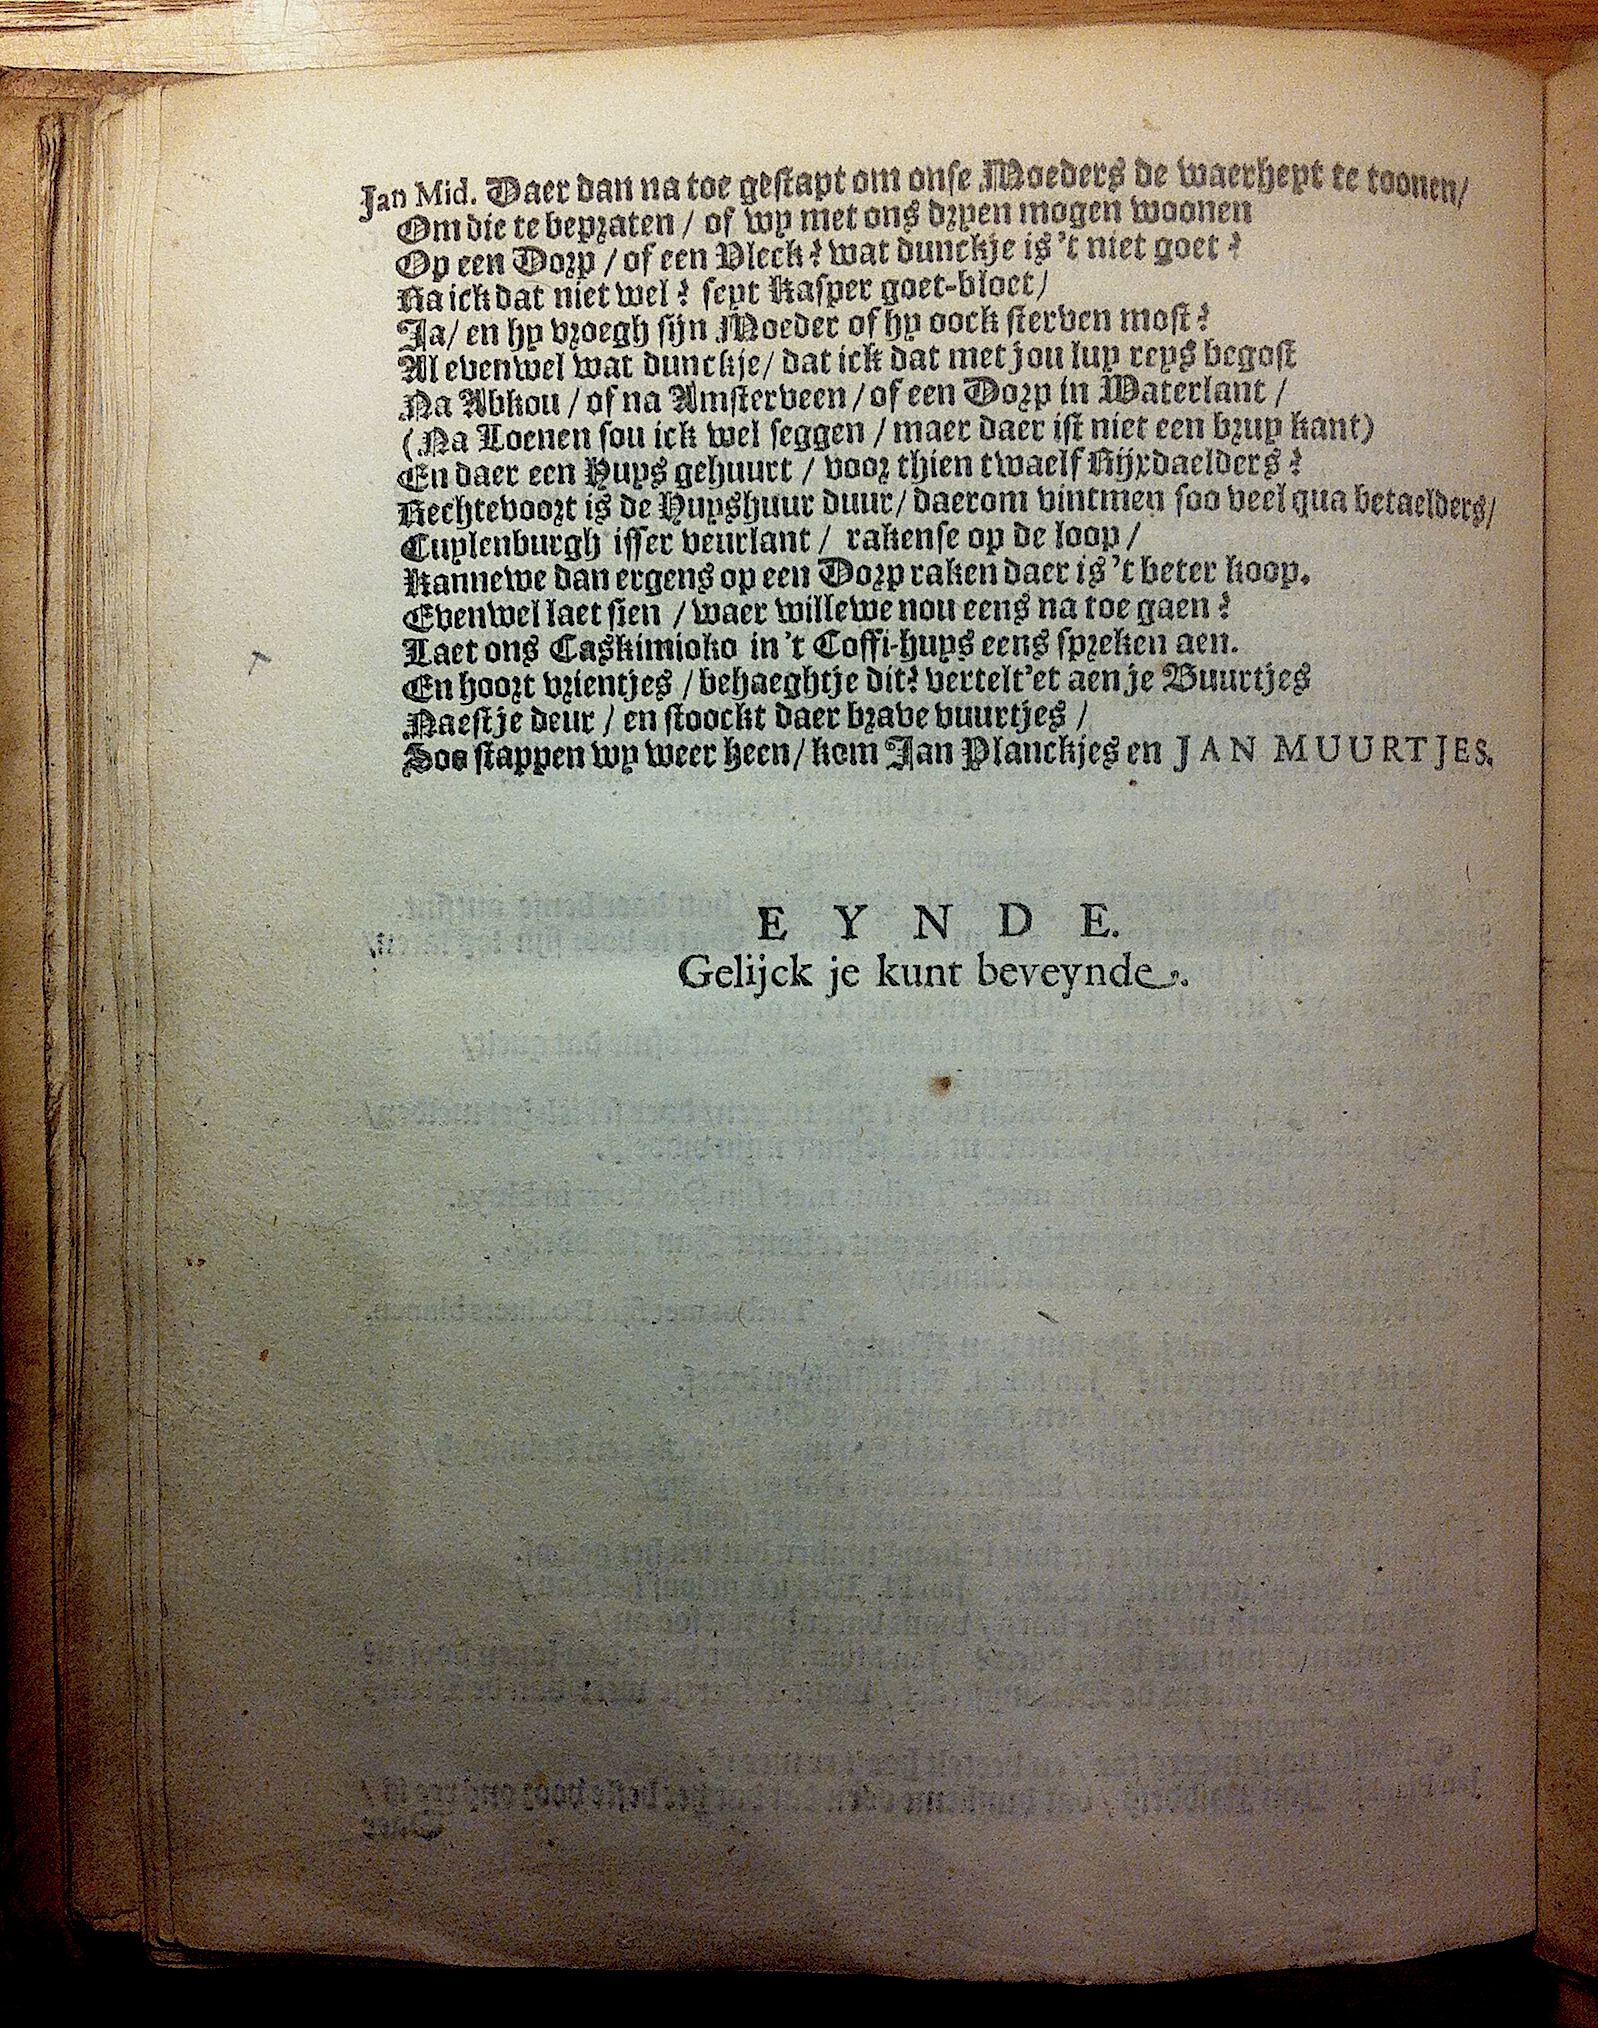 Jan Mid. Daer dan na toe gestapt om onse Moeders de waerheyt te toonen/
Om die te bepraten / of wy met ons dryen mogen woonen
Op een Dorp / of een Vleck? wat dunckje is 't niet goet?
Ra ick dat niet wel? seyt Kasper goet-bloet/
Ja/ en hy vroegh sijn Moeder of hy oock sterven most?
Al evenwel wat dunckje/ dat ick dat met jou luy reys begost
Na Abkou / of na Amsterveen / of een Dorp in Waterlant /
(Na Loenen sou ick wel seggen / maer daer ist niet een bruy kant)
En daer een Huys gehuurt / voor thien twaelf Rijxdaelders?
Rechtevoort is de Huyshuur duur/ daerom vintmen soo veel qua betaelders/
Cuylenburgh isser veurlant / rakense op de loop /
Kannewe dan ergens op een Dorp raken daer is 't beter koop.
Evenwel laet sien / waer willewe nou eens na toe gaen?
Laet ons Caskimioko in 't Coffi-huys eens spreken aen.
En hoort vrientjes / behaeghtje dit? vertelt'et aen je Buurtjes
Naest je deur / en stoockt daer brave vuurtjes /
Soo stappen wy weer heen/ kom Jan Planckjes en JAN MUURTJES.
EYNDE.
Gelijck je kunt beveynde.